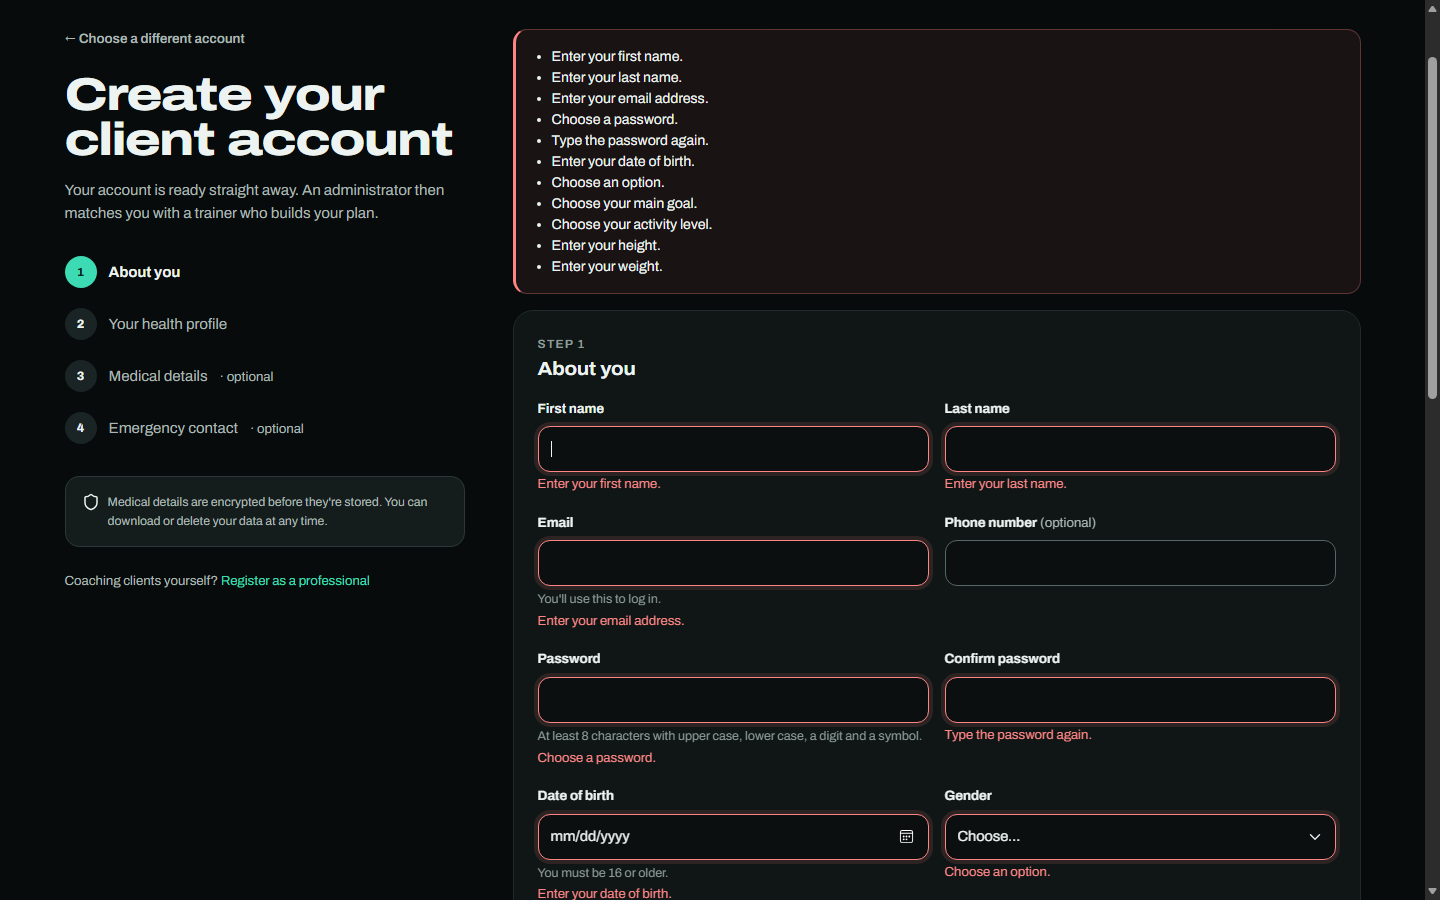 ← Choose a different account
Create your
client account
Your account is ready straight away. An administrator then
matches you with a trainer who builds your plan.
1 About you
2 Your health profile
3 Medical details · optional
4 Emergency contact · optional
Medical details are encrypted before they're stored. You can
download or delete your data at any time.
Coaching clients yourself? Register as a professional
• Enter your first name.
• Enter your last name.
• Enter your email address.
• Choose a password.
• Type the password again.
• Enter your date of birth.
• Choose an option.
• Choose your main goal.
• Choose your activity level.
• Enter your height.
• Enter your weight.
STEP 1
About you
First name
Enter your first name.
Last name
Enter your last name.
Email
You'll use this to log in.
Enter your email address.
Phone number (optional)
Password
At least 8 characters with upper case, lower case, a digit and a symbol.
Choose a password.
Confirm password
Type the password again.
Date of birth
mm/dd/yyyy
You must be 16 or older.
Enter your date of birth.
Gender
Choose...
Choose an option.